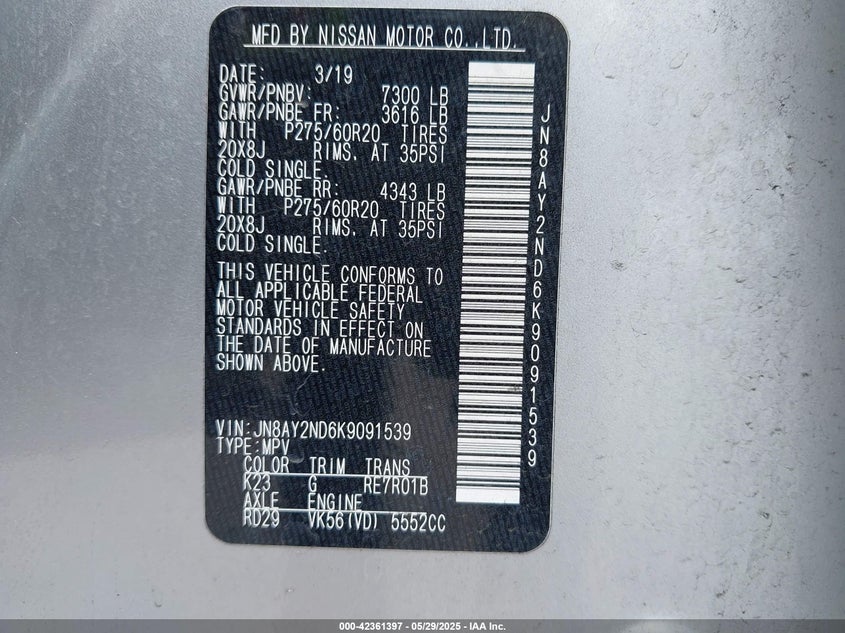 MFD BY NISSAN MOTOR CO.,LTD.
DATE: 3/19
GVWR/PNBV: 7300 LB
GAWR/PNBE FR: 3616 LB
WITH P275/60R20 TIRES
20X8J RIMS, AT 35PSI
COLD SINGLE.
GAWR/PNBE RR: 4343 LB
WITH P275/60R20 TIRES
20X8J RIMS, AT 35PSI
COLD SINGLE.
THIS VEHICLE CONFORMS TO
ALL APPLICABLE FEDERAL
MOTOR VEHICLE SAFETY
STANDARDS IN EFFECT ON
THE DATE OF MANUFACTURE
SHOWN ABOVE.
VIN:JN8AY2ND6K9091539
TYPE:MPV
COLOR TRIM TRANS
K23 G RE7R01B
AXLE ENGINE
RD29 VK56(VD) 5552CC
JN8AY2ND6K9091539
000-42361397 - 05/29/2025 - IAA Inc.